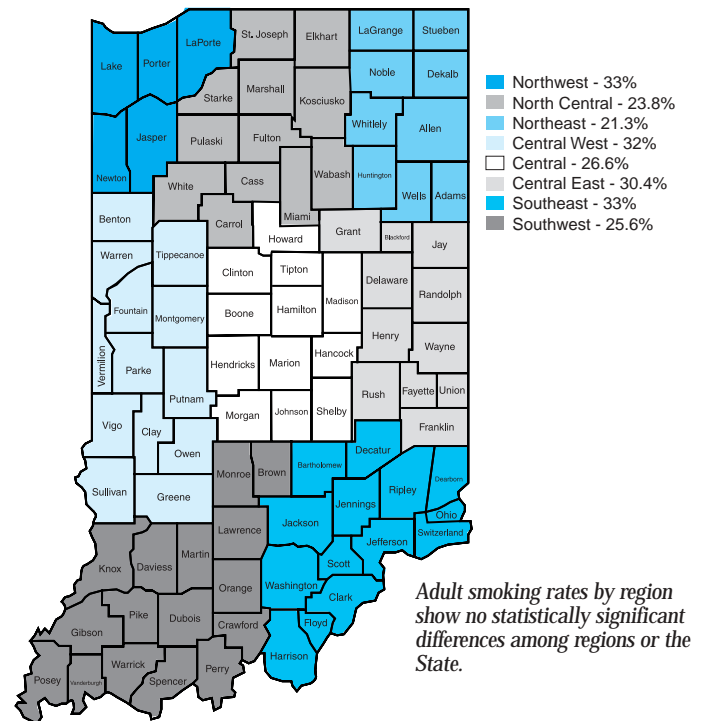 LaPorte
St. Joseph
Elkhart
LaGrange
Stueben
Lake
Porter
Noble
Dekalb
Starke
Marshall
Kosciusko
Whitlely
Allen
Newton
Jasper
Pulaski
Fulton
White
Cass
Miami
Wabash
Huntington
Wells
Adams
Benton
Carrol
Howard
Grant
Blackford
Jay
Warren
Tippecanoe
Clinton
Tipton
Madison
Delaware
Randolph
Fountain
Montgomery
Boone
Hamilton
Henry
Wayne
Vermilion
Parke
Putnam
Hendricks
Marion
Hancock
Rush
Fayette
Union
Vigo
Clay
Owen
Morgan
Johnson
Shelby
Franklin
Decatur
Sullivan
Greene
Monroe
Brown
Bartholomew
Jennings
Ripley
Dearborn
Ohio
Switzerland
Knox
Daviess
Martin
Lawrence
Jackson
Jefferson
Scott
Orange
Washington
Clark
Gibson
Pike
Dubois
Crawford
Floyd
Harrison
Posey
Vanderburgh
Warrick
Spencer
Perry
Northwest - 33%
North Central - 23.8%
Northeast - 21.3%
Central West - 32%
Central - 26.6%
Central East - 30.4%
Southeast - 33%
Southwest - 25.6%
Adult smoking rates by region
show no statistically significant
differences among regions or the
State.